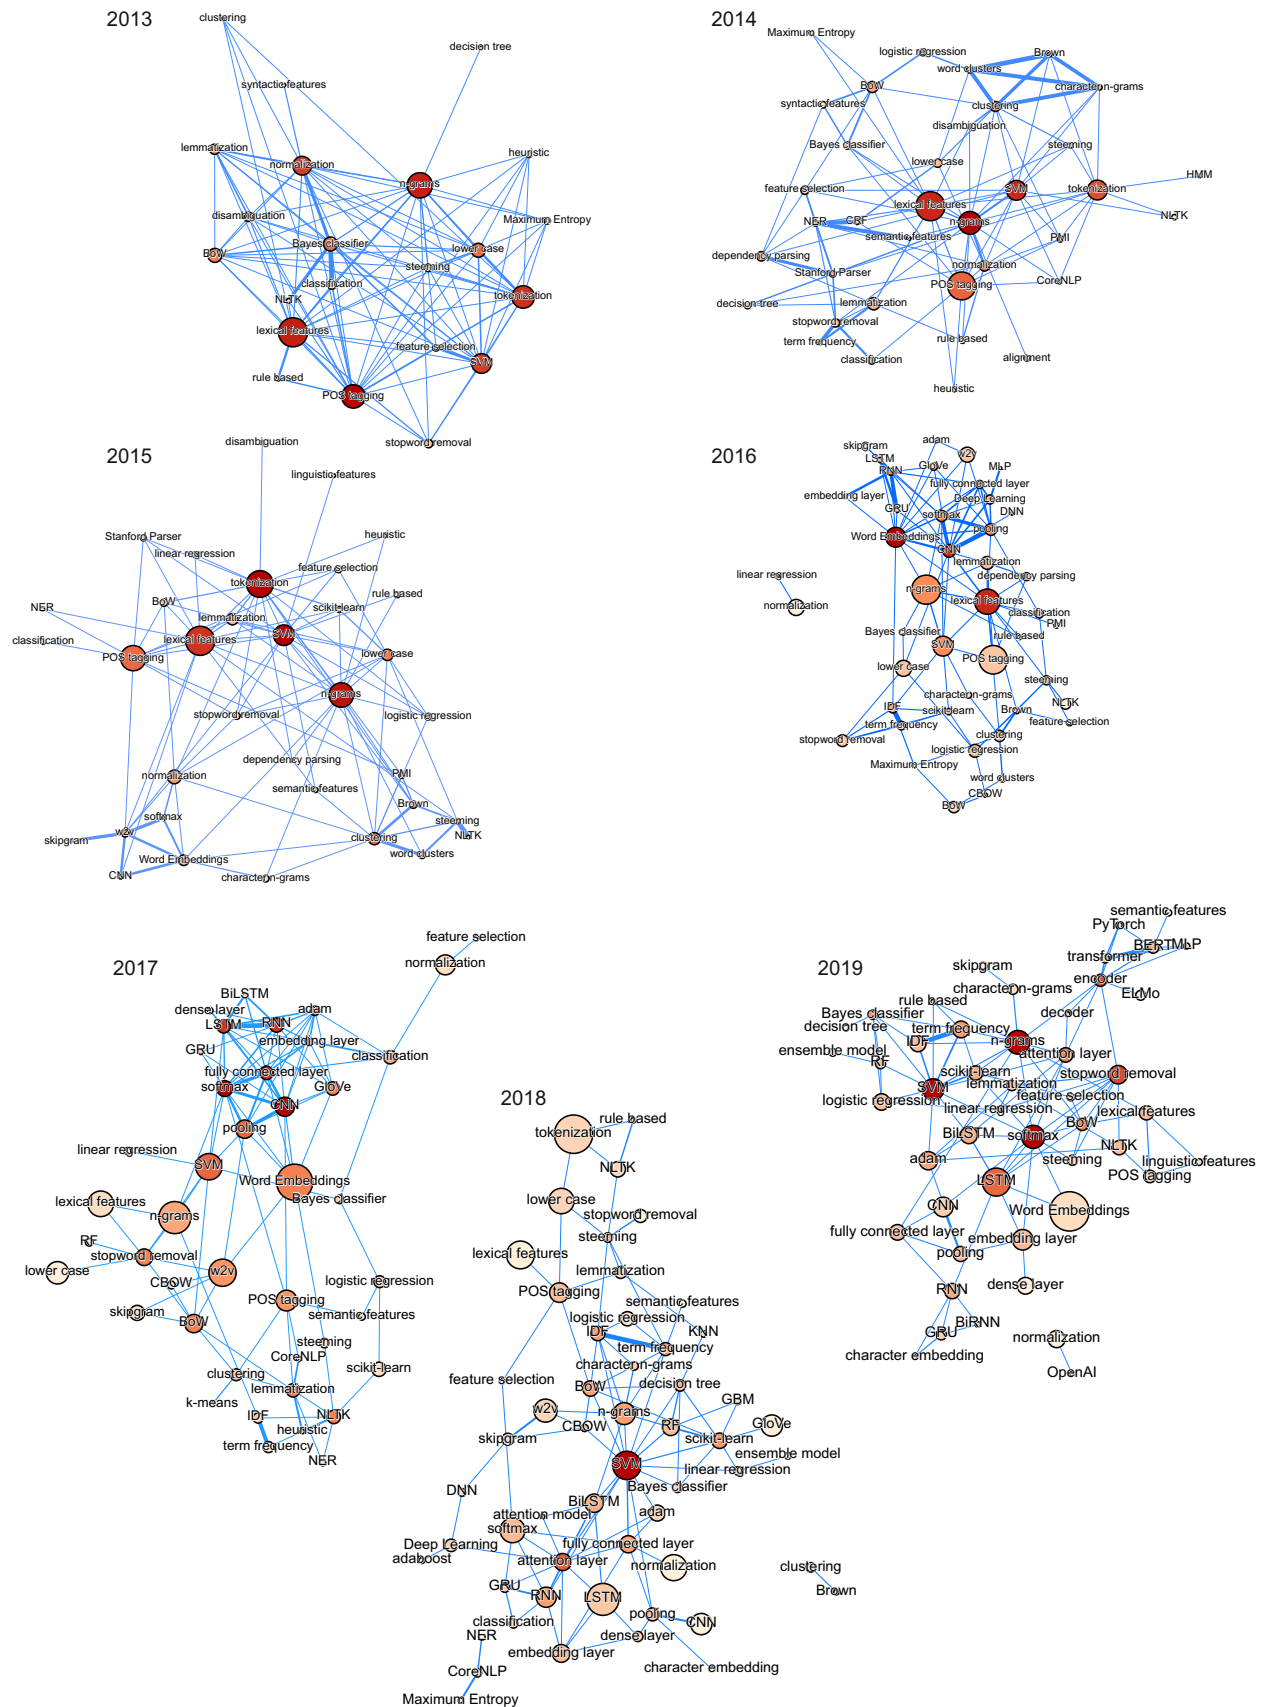 2013
clustering
decision tree
syntactic features
lemmatization
normalization
heuristic
n-grams
disambiguation
Maximum Entropy
Bayes classifier
lower case
BoW
steeming
classification
NLTK
tokenization
lexical features
feature selection
SVM
rule based
POS tagging
stopword removal
2014
Maximum Entropy
logistic regression
Brown
word clusters
BoW
character n-grams
syntactic features
clustering
disambiguation
Bayes classifier
steeming
lower case
HMM
feature selection
SVM
tokenization
lexical features
NER
CRF
n-grams
NLTK
semantic features
PMI
dependency parsing
normalization
Stanford Parser
POS tagging
CoreNLP
decision tree
lemmatization
stopword removal
term frequency
rule based
classification
alignment
heuristic
2015
disambiguation
linguistic features
Stanford Parser
heuristic
linear regression
feature selection
tokenization
BoW
rule based
NER
scikit-learn
lemmatization
classification
lexical features
SVM
POS tagging
lower case
n-grams
stopword removal
logistic regression
dependency parsing
normalization
PMI
semantic features
Brown
softmax
steeming
skipgram
w2v
clustering
NLTK
Word Embeddings
word clusters
CNN
character n-grams
2016
adam
skipgram
w2v
LSTM
RNN
GloVe
MLP
fully connected layer
embedding layer
Deep Learning
GRU
DNN
softmax
pooling
Word Embeddings
CNN
lemmatization
linear regression
dependency parsing
n-grams
normalization
lexical features
classification
PMI
Bayes classifier
rule based
SVM
POS tagging
lower case
steeming
character n-grams
NLTK
IDF
scikit-learn
Brown
term frequency
feature selection
stopword removal
clustering
logistic regression
Maximum Entropy
word clusters
CBOW
BoW
2017
feature selection
normalization
BiLSTM
dense layer
adam
LSTM
RNN
embedding layer
GRU
classification
fully connected layer
softmax
GloVe
CNN
pooling
linear regression
SVM
Word Embeddings
lexical features
Bayes classifier
n-grams
RF
stopword removal
lower case
CBOW
w2v
logistic regression
skipgram
POS tagging
semantic features
BoW
steeming
CoreNLP
clustering
scikit-learn
lemmatization
k-means
IDF
NLTK
heuristic
term frequency
NER
2018
rule based
tokenization
NLTK
lower case
stopword removal
steeming
lexical features
lemmatization
POS tagging
semantic features
logistic regression
IDF
KNN
term frequency
character n-grams
feature selection
BoW
decision tree
w2v
n-grams
GBM
CBOW
RF
GloVe
skipgram
scikit-learn
ensemble model
SVM
linear regression
Bayes classifier
DNN
BiLSTM
attention model
adam
softmax
Deep Learning
fully connected layer
adaboost
attention layer
normalization
GRU
RNN
LSTM
classification
pooling
CNN
NER
dense layer
embedding layer
CoreNLP
character embedding
Maximum Entropy
clustering
Brown
2019
semantic features
PyTorch
BERT
MLP
transformer
skipgram
encoder
character n-grams
ELMo
rule based
Bayes classifier
decoder
decision tree
term frequency
IDF
n-grams
ensemble model
attention layer
RF
scikit-learn
stopword removal
SVM
lemmatization
feature selection
logistic regression
linear regression
lexical features
BoW
BiLSTM
softmax
NLTK
adam
steeming
linguistic features
POS tagging
LSTM
CNN
Word Embeddings
fully connected layer
embedding layer
pooling
RNN
dense layer
BiRNN
GRU
normalization
character embedding
OpenAI